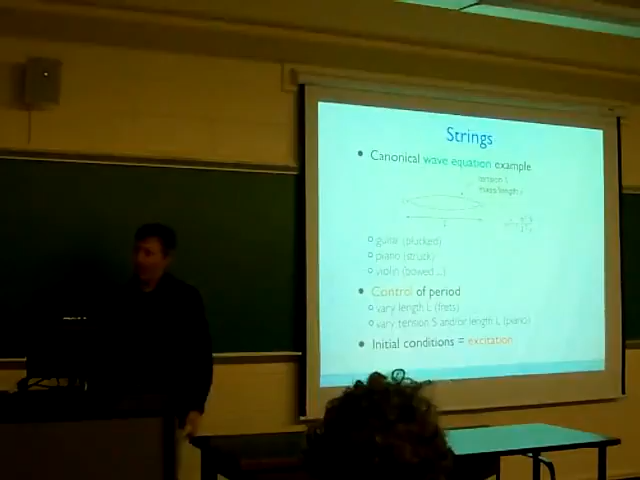 Strings
• Canonical wave equation example
tension S
mass/length ε
L
o guitar (plucked)
o piano (struck)
o violin (bowed ...)
• Control of period
o vary length L (frets)
o vary tension S and/or length L (piano)
• Initial conditions = excitation